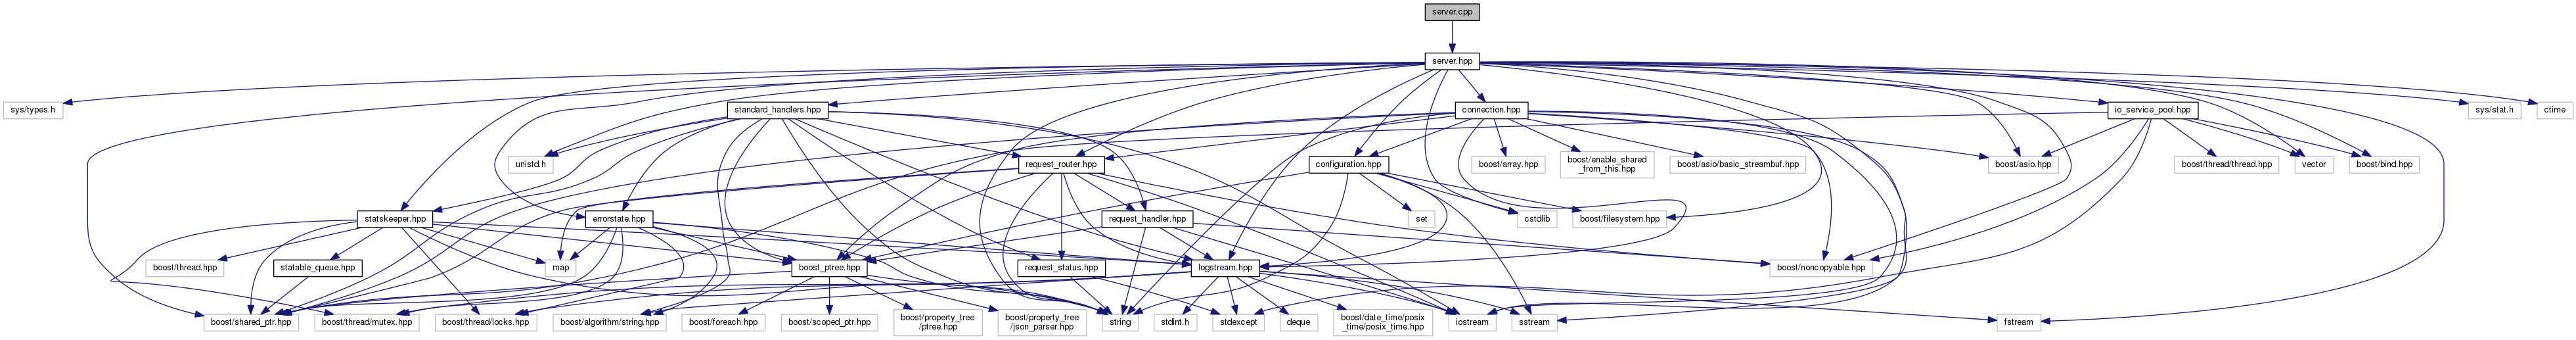 server.cpp
server.hpp
sys/types.h
standard_handlers.hpp
connection.hpp
io_service_pool.hpp
sys/stat.h
ctime
unistd.h
request_router.hpp
configuration.hpp
boost/array.hpp
boost/enable_shared
_from_this.hpp
boost/asio/basic_streambuf.hpp
boost/asio.hpp
boost/thread/thread.hpp
vector
boost/bind.hpp
statskeeper.hpp
errorstate.hpp
request_handler.hpp
set
cstdlib
boost/filesystem.hpp
boost/thread.hpp
statable_queue.hpp
map
boost_ptree.hpp
request_status.hpp
logstream.hpp
boost/noncopyable.hpp
boost/shared_ptr.hpp
boost/thread/mutex.hpp
boost/thread/locks.hpp
boost/algorithm/string.hpp
boost/foreach.hpp
boost/scoped_ptr.hpp
boost/property_tree
/ptree.hpp
boost/property_tree
/json_parser.hpp
string
stdint.h
stdexcept
deque
boost/date_time/posix
_time/posix_time.hpp
iostream
sstream
fstream